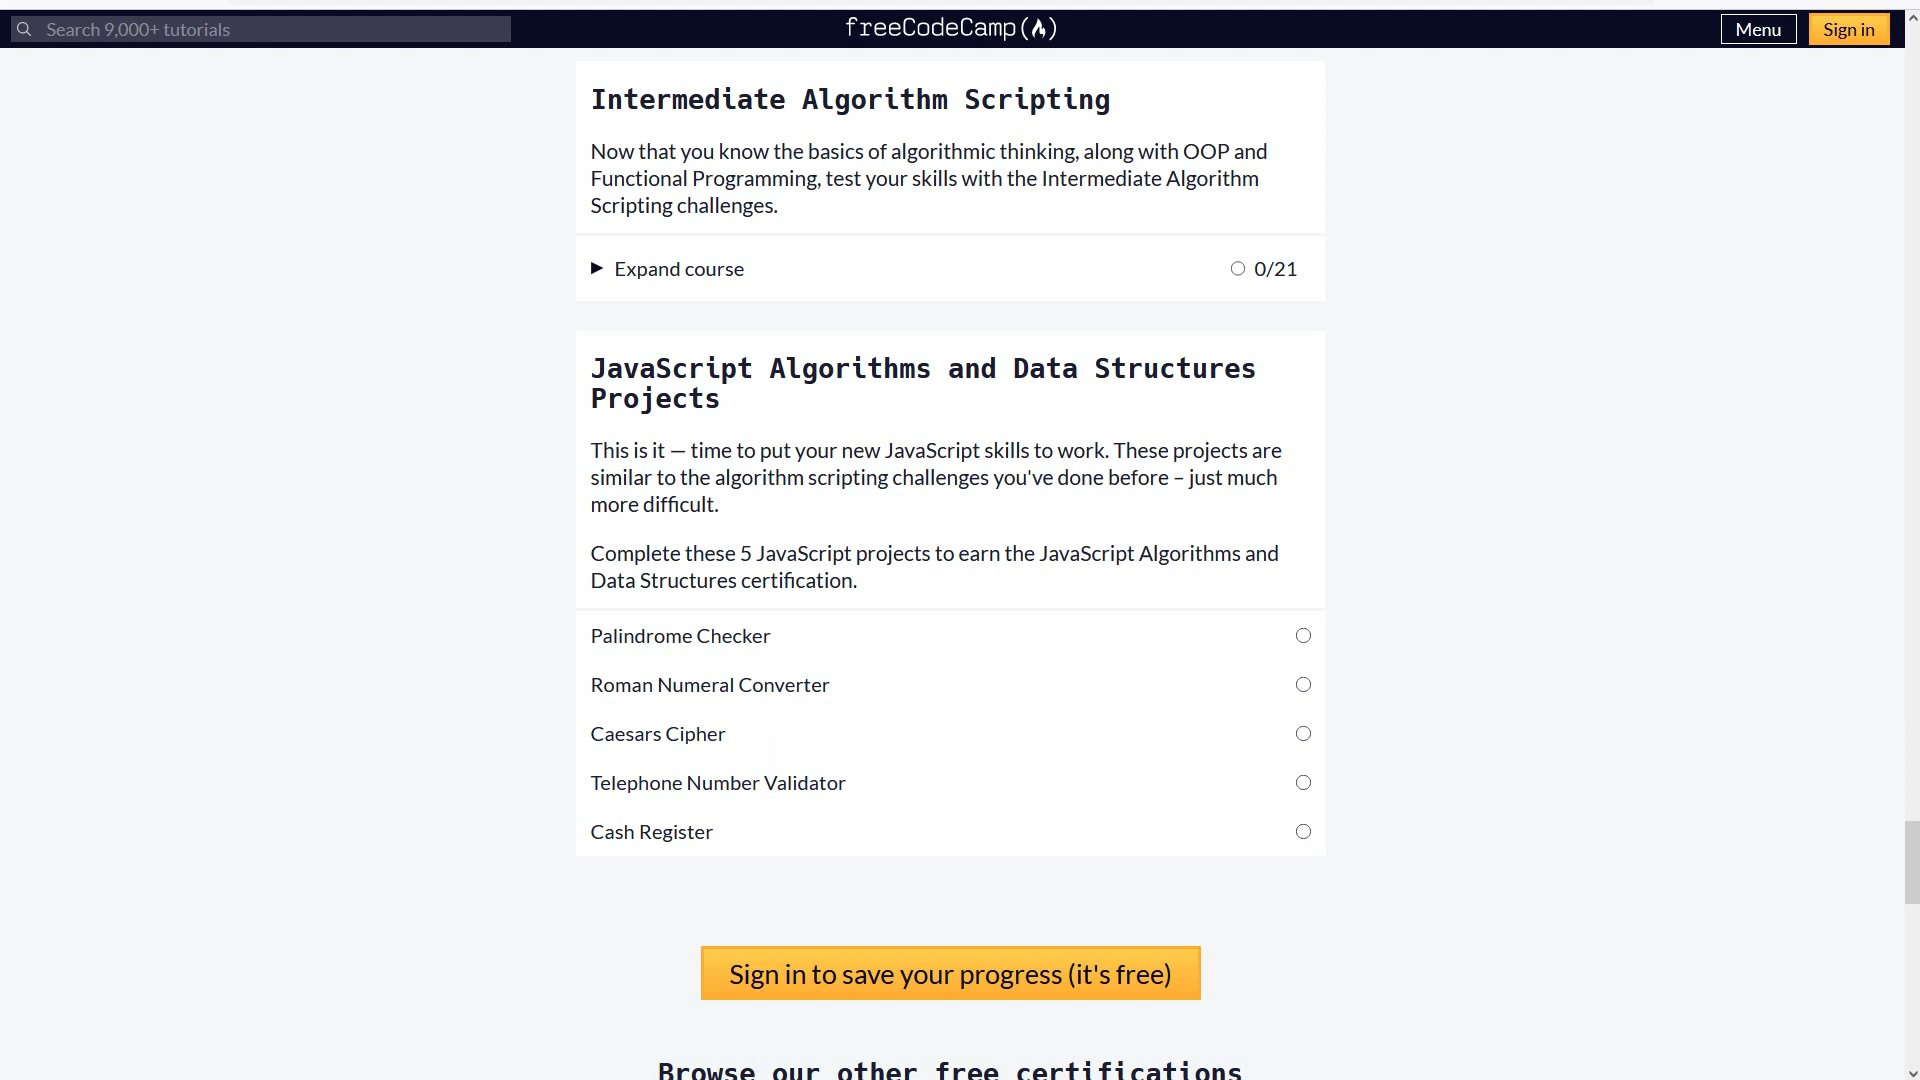 Search 9,000+ tutorials
freeCodeCamp
Menu
Sign in
Intermediate Algorithm Scripting
Now that you know the basics of algorithmic thinking, along with OOP and
Functional Programming, test your skills with the Intermediate Algorithm
Scripting challenges.
Expand course
0/21
JavaScript Algorithms and Data Structures
Projects
This is it — time to put your new JavaScript skills to work. These projects are
similar to the algorithm scripting challenges you've done before – just much
more difficult.
Complete these 5 JavaScript projects to earn the JavaScript Algorithms and
Data Structures certification.
Palindrome Checker
Roman Numeral Converter
Caesars Cipher
Telephone Number Validator
Cash Register
Sign in to save your progress (it's free)
Browse our other free certifications